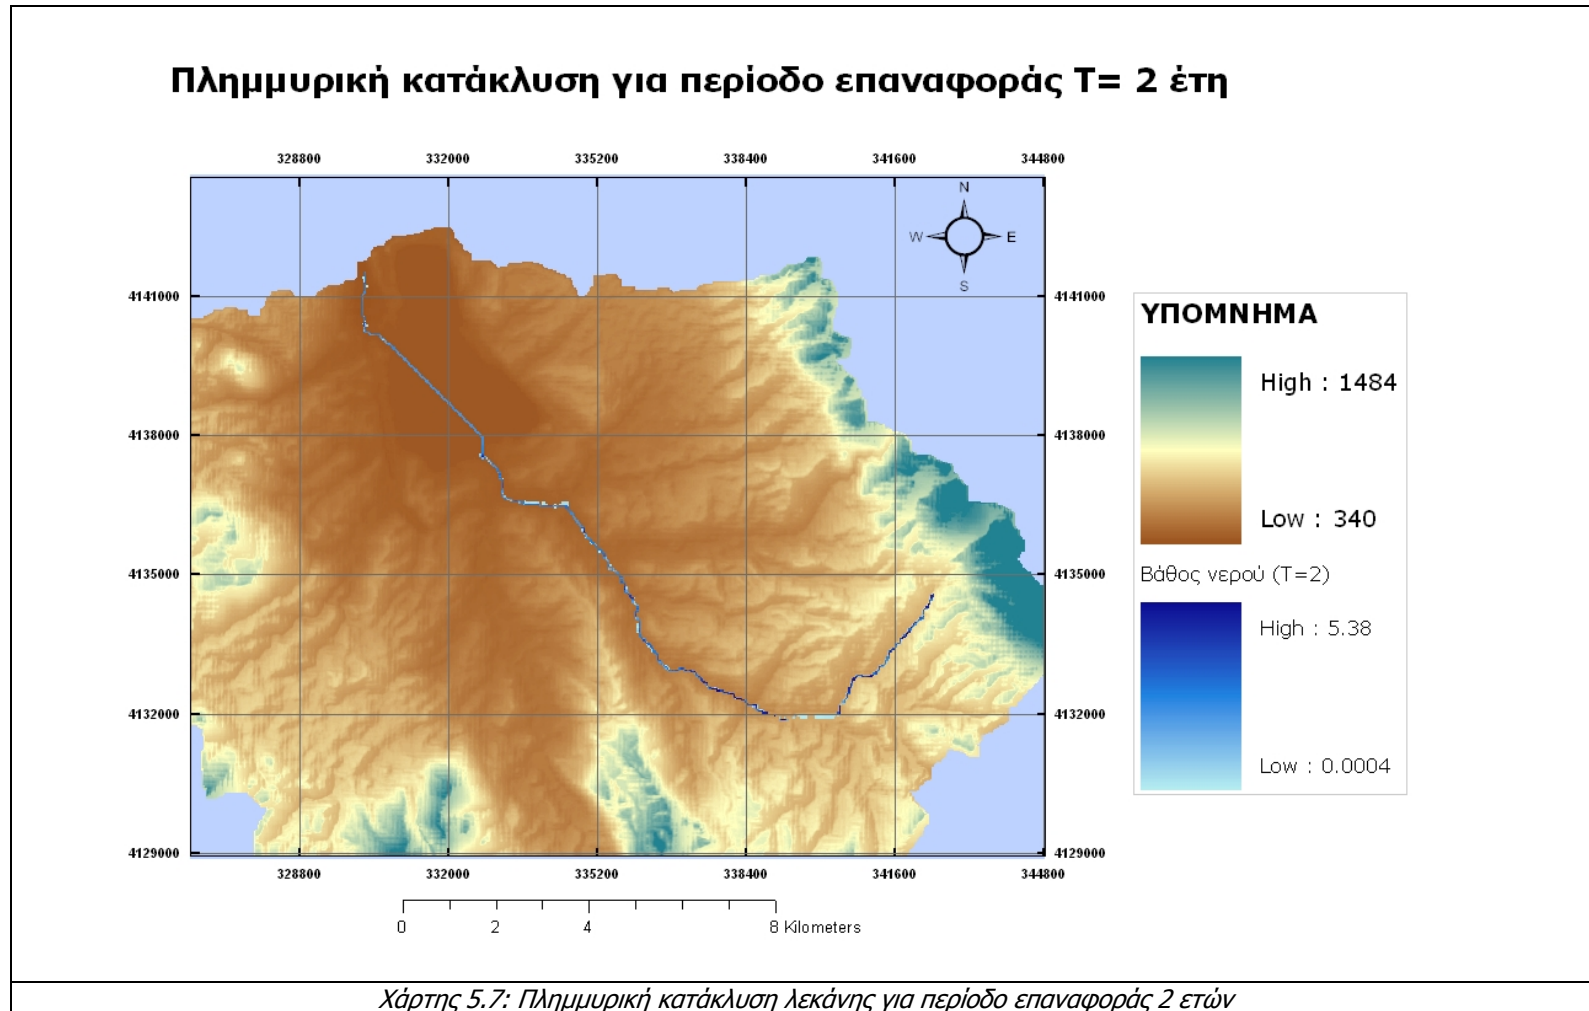 Πλημμυρική κατάκλυση για περίοδο επαναφοράς Τ= 2 έτη
328800 332000 335200 338400 341600 344800
N
W E
S
4141000 4141000
ΥΠΟΜΝΗΜΑ
High : 1484
4138000 4138000
Low : 340
4135000 4135000
Βάθος νερού (Τ=2)
High : 5.38
4132000 4132000
Low : 0.0004
4129000 4129000
328800 332000 335200 338400 341600 344800
0 2 4 8 Kilometers
Χάρτης 5.7: Πλημμυρική κατάκλυση λεκάνης για περίοδο επαναφοράς 2 ετών